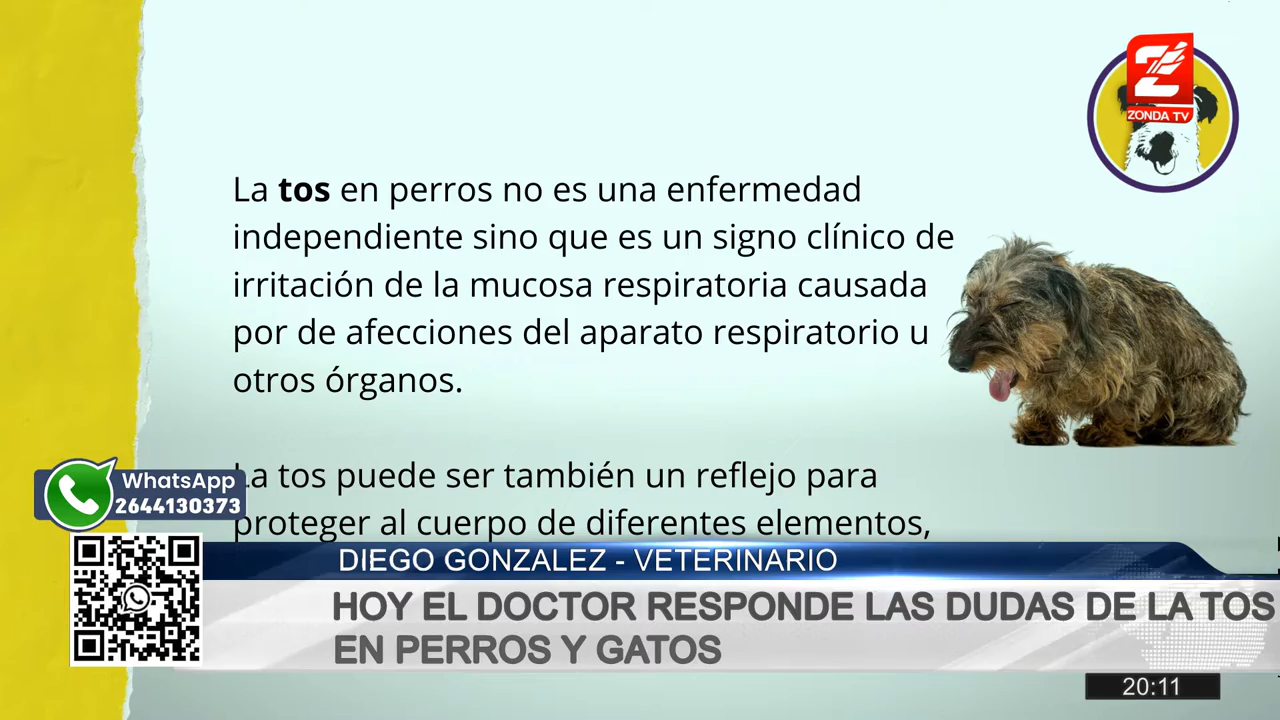 ZONDA TV
La tos en perros no es una enfermedad
independiente sino que es un signo clínico de
irritación de la mucosa respiratoria causada
por de afecciones del aparato respiratorio u
otros órganos.
La tos puede ser también un reflejo para
proteger al cuerpo de diferentes elementos,
WhatsApp
2644130373
DIEGO GONZALEZ - VETERINARIO
HOY EL DOCTOR RESPONDE LAS DUDAS DE LA TOS
EN PERROS Y GATOS
20:11